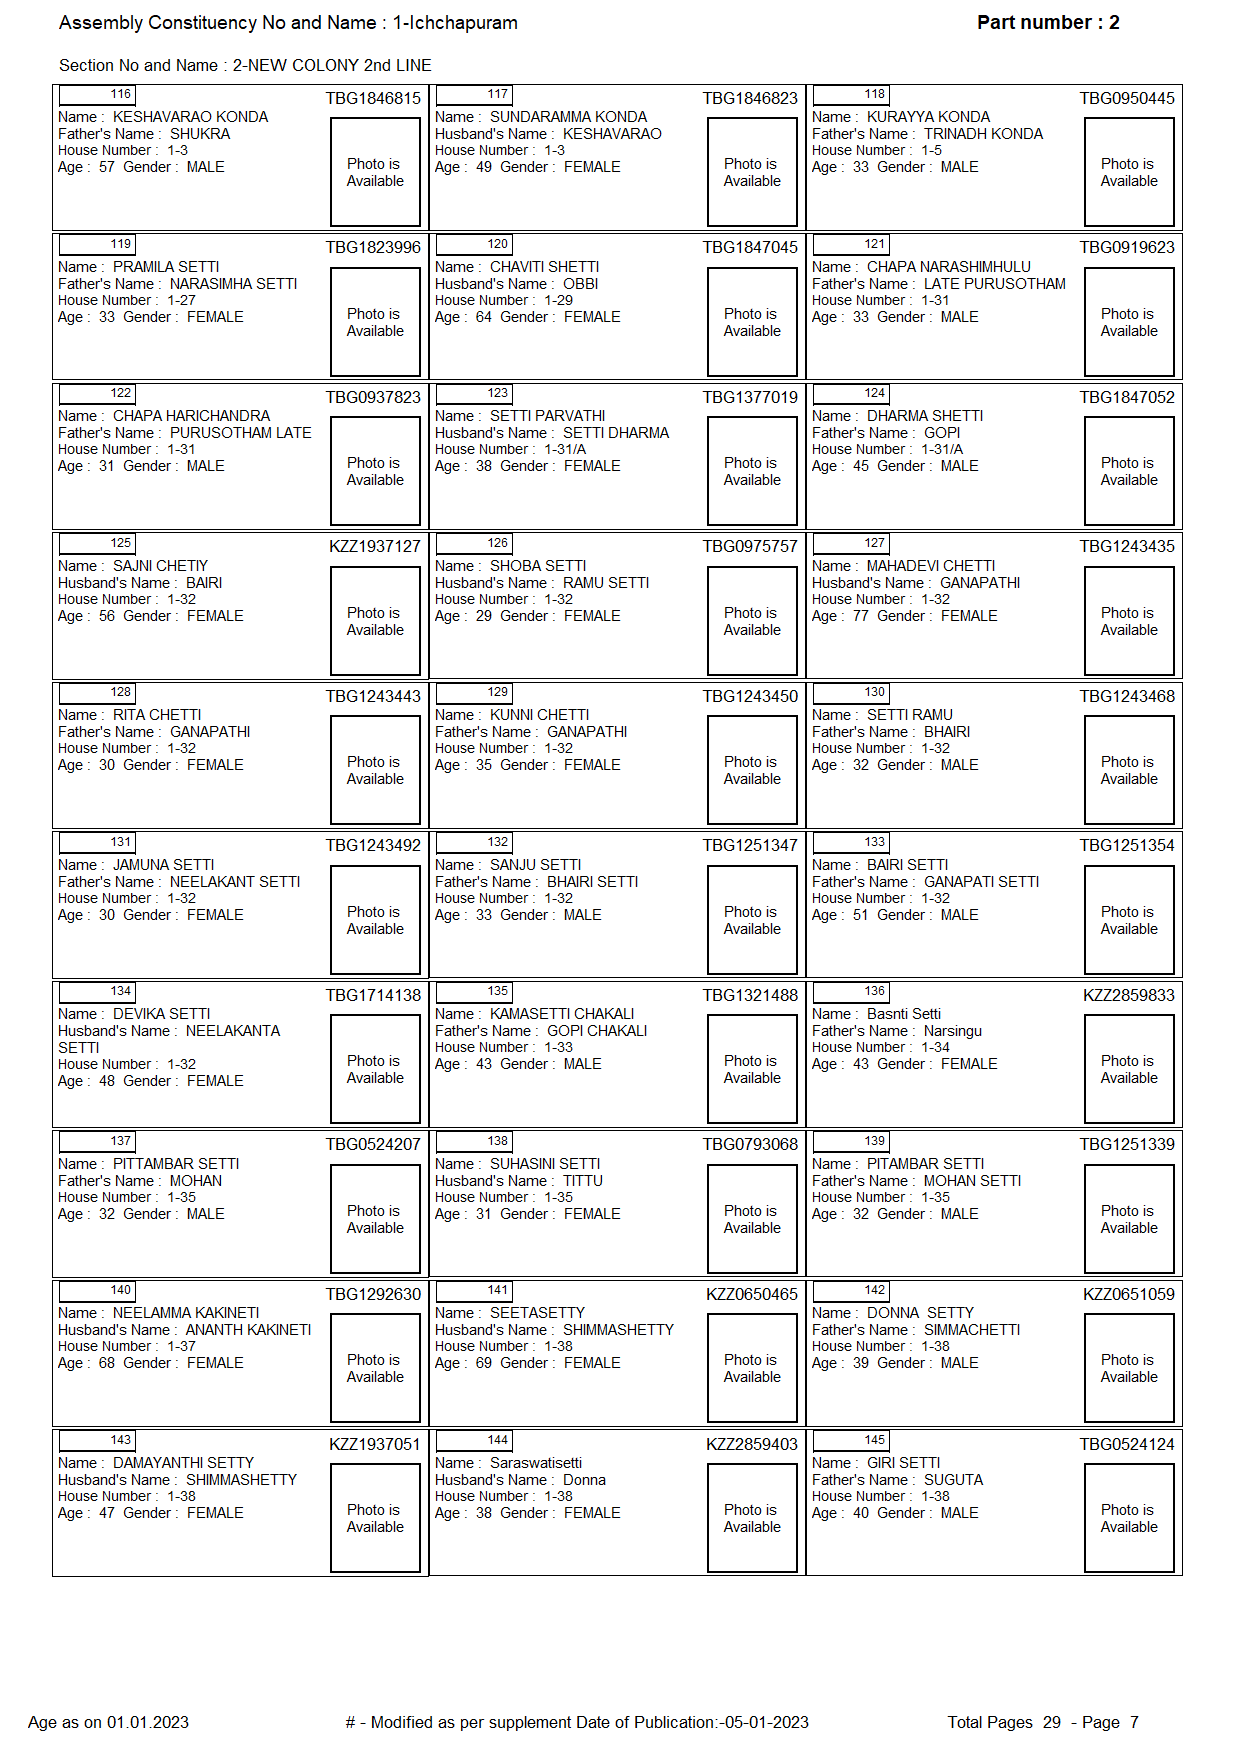 Assembly Constituency No and Name : 1-Ichchapuram
Part number : 2
Section No and Name : 2-NEW COLONY 2nd LINE
116
TBG1846815
Name : KESHAVARAO KONDA
Father's Name : SHUKRA
House Number : 1-3
Age : 57 Gender : MALE
Photo is
Available
117
TBG1846823
Name : SUNDARAMMA KONDA
Husband's Name : KESHAVARAO
House Number : 1-3
Age : 49 Gender : FEMALE
Photo is
Available
118
TBG0950445
Name : KURAYYA KONDA
Father's Name : TRINADH KONDA
House Number : 1-5
Age : 33 Gender : MALE
Photo is
Available
119
TBG1823996
Name : PRAMILA SETTI
Father's Name : NARASIMHA SETTI
House Number : 1-27
Age : 33 Gender : FEMALE
Photo is
Available
120
TBG1847045
Name : CHAVITI SHETTI
Husband's Name : OBBI
House Number : 1-29
Age : 64 Gender : FEMALE
Photo is
Available
121
TBG0919623
Name : CHAPA NARASHIMHULU
Father's Name : LATE PURUSOTHAM
House Number : 1-31
Age : 33 Gender : MALE
Photo is
Available
122
TBG0937823
Name : CHAPA HARICHANDRA
Father's Name : PURUSOTHAM LATE
House Number : 1-31
Age : 31 Gender : MALE
Photo is
Available
123
TBG1377019
Name : SETTI PARVATHI
Husband's Name : SETTI DHARMA
House Number : 1-31/A
Age : 38 Gender : FEMALE
Photo is
Available
124
TBG1847052
Name : DHARMA SHETTI
Father's Name : GOPI
House Number : 1-31/A
Age : 45 Gender : MALE
Photo is
Available
125
KZZ1937127
Name : SAJNI CHETIY
Husband's Name : BAIRI
House Number : 1-32
Age : 56 Gender : FEMALE
Photo is
Available
126
TBG0975757
Name : SHOBA SETTI
Husband's Name : RAMU SETTI
House Number : 1-32
Age : 29 Gender : FEMALE
Photo is
Available
127
TBG1243435
Name : MAHADEVI CHETTI
Husband's Name : GANAPATHI
House Number : 1-32
Age : 77 Gender : FEMALE
Photo is
Available
128
TBG1243443
Name : RITA CHETTI
Father's Name : GANAPATHI
House Number : 1-32
Age : 30 Gender : FEMALE
Photo is
Available
129
TBG1243450
Name : KUNNI CHETTI
Father's Name : GANAPATHI
House Number : 1-32
Age : 35 Gender : FEMALE
Photo is
Available
130
TBG1243468
Name : SETTI RAMU
Father's Name : BHAIRI
House Number : 1-32
Age : 32 Gender : MALE
Photo is
Available
131
TBG1243492
Name : JAMUNA SETTI
Father's Name : NEELAKANT SETTI
House Number : 1-32
Age : 30 Gender : FEMALE
Photo is
Available
132
TBG1251347
Name : SANJU SETTI
Father's Name : BHAIRI SETTI
House Number : 1-32
Age : 33 Gender : MALE
Photo is
Available
133
TBG1251354
Name : BAIRI SETTI
Father's Name : GANAPATI SETTI
House Number : 1-32
Age : 51 Gender : MALE
Photo is
Available
134
TBG1714138
Name : DEVIKA SETTI
Husband's Name : NEELAKANTA
SETTI
House Number : 1-32
Age : 48 Gender : FEMALE
Photo is
Available
135
TBG1321488
Name : KAMASETTI CHAKALI
Father's Name : GOPI CHAKALI
House Number : 1-33
Age : 43 Gender : MALE
Photo is
Available
136
KZZ2859833
Name : Basnti Setti
Father's Name : Narsingu
House Number : 1-34
Age : 43 Gender : FEMALE
Photo is
Available
137
TBG0524207
Name : PITTAMBAR SETTI
Father's Name : MOHAN
House Number : 1-35
Age : 32 Gender : MALE
Photo is
Available
138
TBG0793068
Name : SUHASINI SETTI
Husband's Name : TITTU
House Number : 1-35
Age : 31 Gender : FEMALE
Photo is
Available
139
TBG1251339
Name : PITAMBAR SETTI
Father's Name : MOHAN SETTI
House Number : 1-35
Age : 32 Gender : MALE
Photo is
Available
140
TBG1292630
Name : NEELAMMA KAKINETI
Husband's Name : ANANTH KAKINETI
House Number : 1-37
Age : 68 Gender : FEMALE
Photo is
Available
141
KZZ0650465
Name : SEETASETTY
Husband's Name : SHIMMASHETTY
House Number : 1-38
Age : 69 Gender : FEMALE
Photo is
Available
142
KZZ0651059
Name : DONNA SETTY
Father's Name : SIMMACHETTI
House Number : 1-38
Age : 39 Gender : MALE
Photo is
Available
143
KZZ1937051
Name : DAMAYANTHI SETTY
Husband's Name : SHIMMASHETTY
House Number : 1-38
Age : 47 Gender : FEMALE
Photo is
Available
144
KZZ2859403
Name : Saraswatisetti
Husband's Name : Donna
House Number : 1-38
Age : 38 Gender : FEMALE
Photo is
Available
145
TBG0524124
Name : GIRI SETTI
Father's Name : SUGUTA
House Number : 1-38
Age : 40 Gender : MALE
Photo is
Available
Age as on 01.01.2023
# - Modified as per supplement Date of Publication:-05-01-2023
Total Pages 29 - Page 7